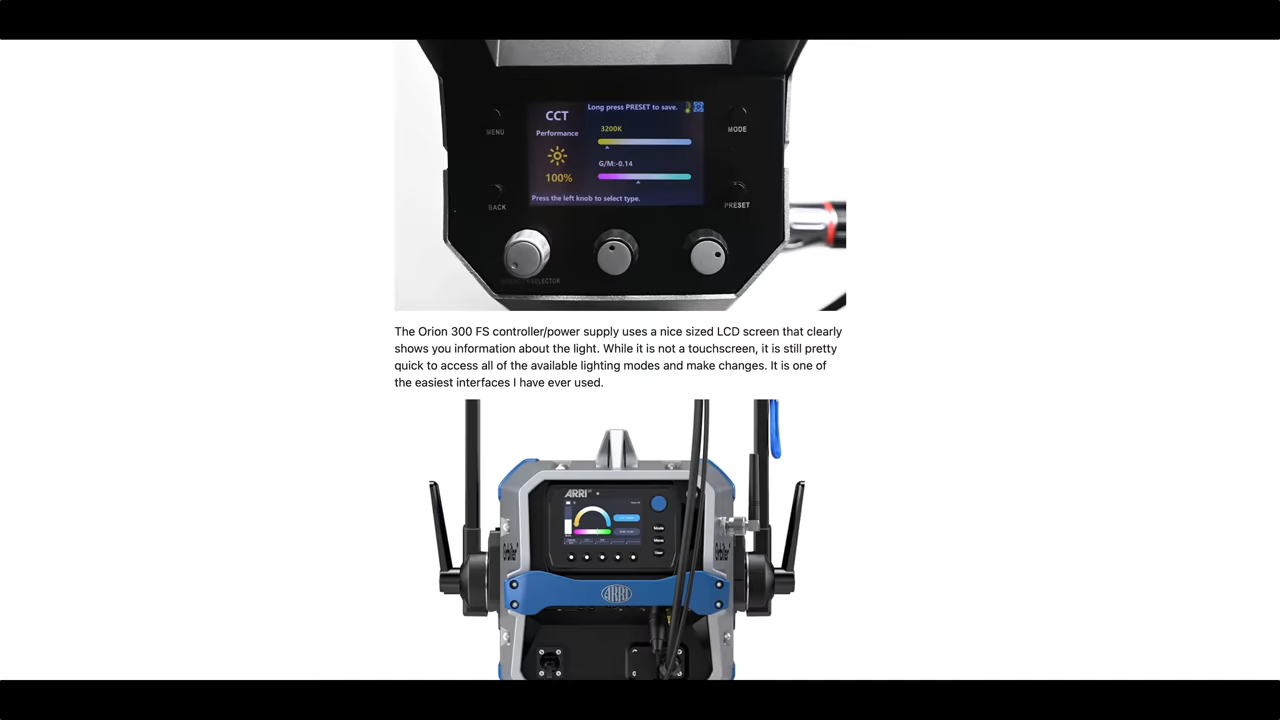 Long press PRESET to save.
CCT
MENU
Performance
3200K
MODE
G/M:-0.14
100%
Press the left knob to select type.
BACK
PRESET
SELECTOR
The Orion 300 FS controller/power supply uses a nice sized LCD screen that clearly
shows you information about the light. While it is not a touchscreen, it is still pretty
quick to access all of the available lighting modes and make changes. It is one of
the easiest interfaces I have ever used.
ARRI
Mode
Menu
ARRI